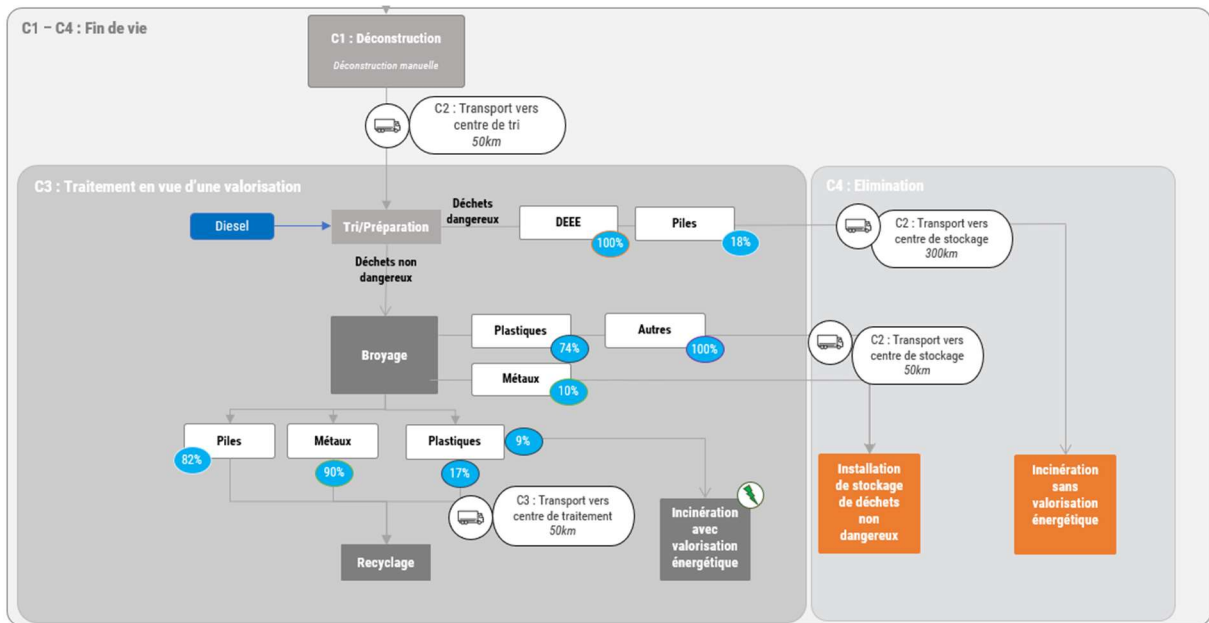 C1 – C4 : Fin de vie
C1 : Déconstruction
Déconstruction manuelle
C2 : Transport vers
centre de tri
50km
C3 : Traitement en vue d'une valorisation
C4 : Elimination
Diesel
Tri/Préparation
Déchets
dangereux
DEEE
100%
Piles
18%
C2 : Transport vers
centre de stockage
300km
Déchets non
dangereux
Broyage
Plastiques
74%
Autres
100%
C2 : Transport vers
centre de stockage
50km
Métaux
10%
Piles
82%
Métaux
90%
Plastiques
17%
9%
C3 : Transport vers
centre de traitement
50km
Recyclage
Incinération
avec
valorisation
énergétique
Installation
de stockage
de déchets
non
dangereux
Incinération
sans
valorisation
énergétique